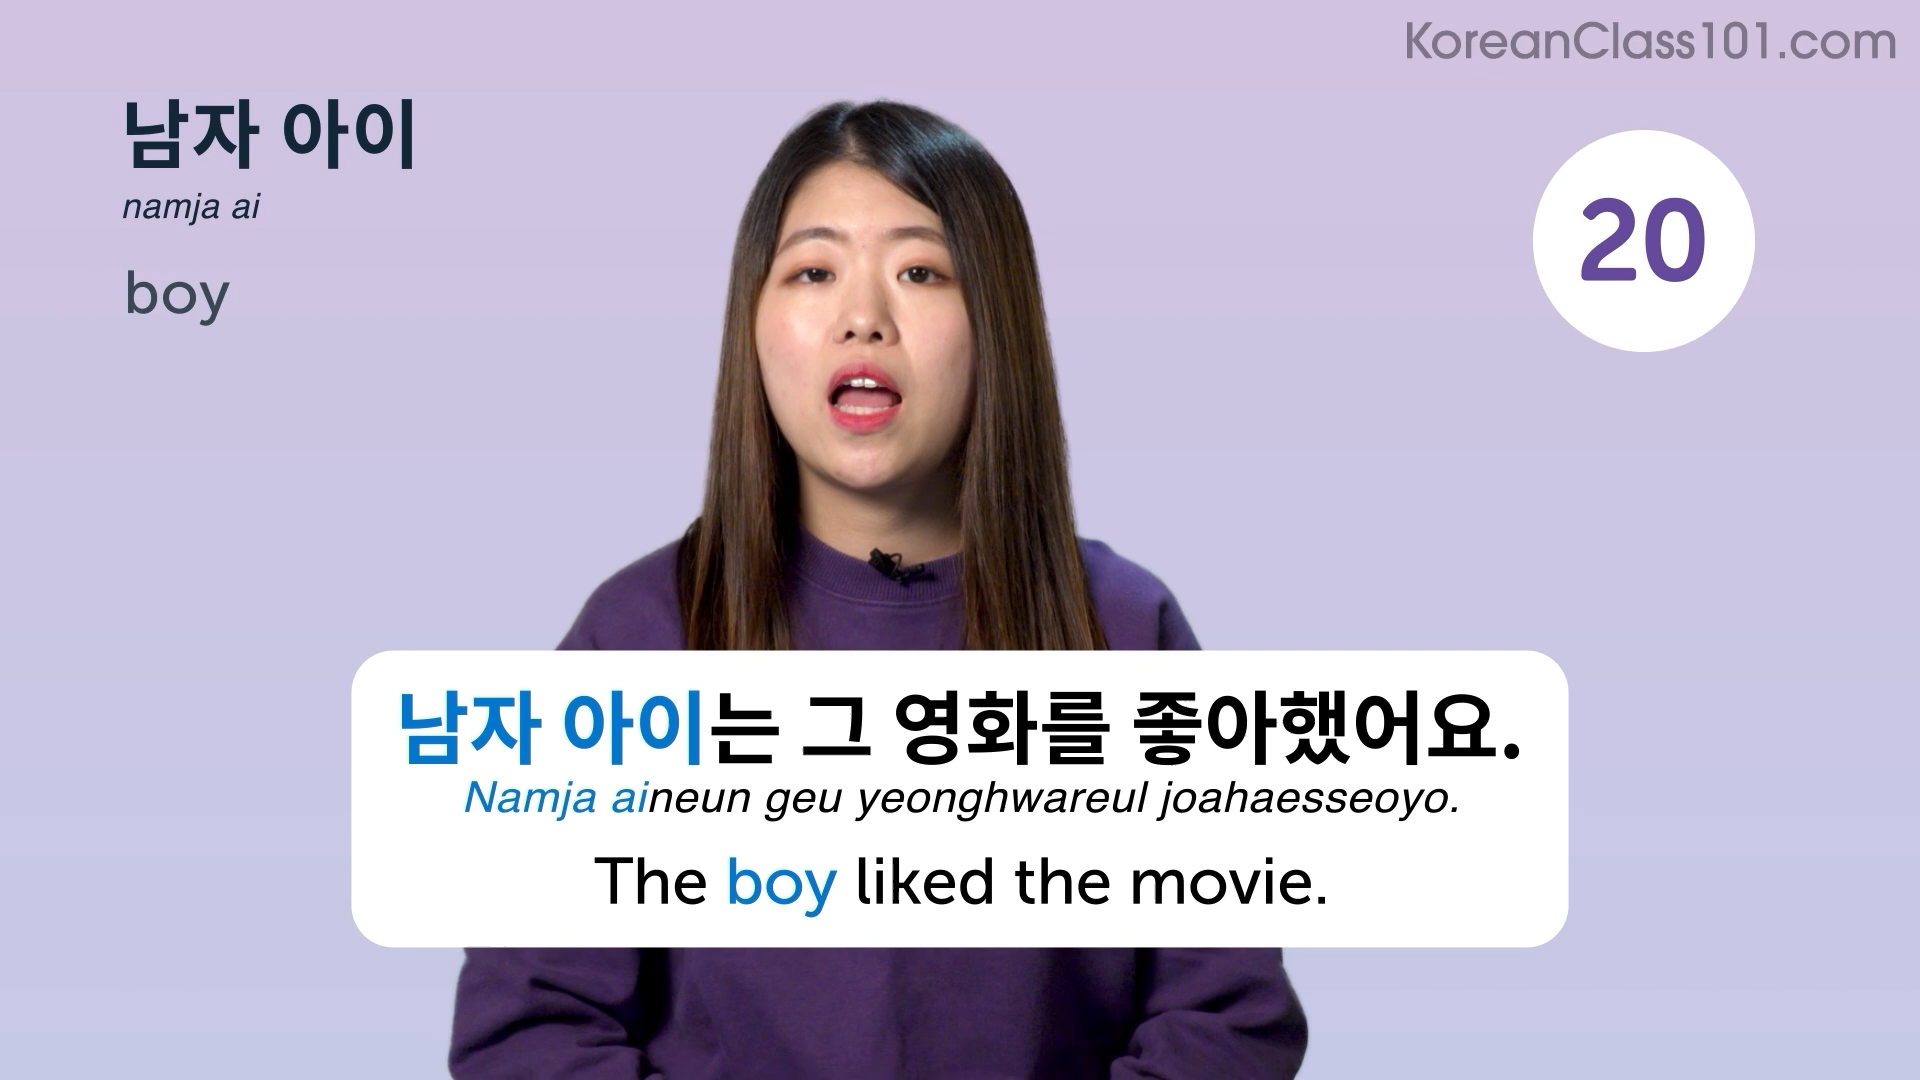 KoreanClass101.com
남자 아이
namja ai
boy
20
남자 아이는 그 영화를 좋아했어요.
Namja aineun geu yeonghwareul joahaesseoyo.
The boy liked the movie.